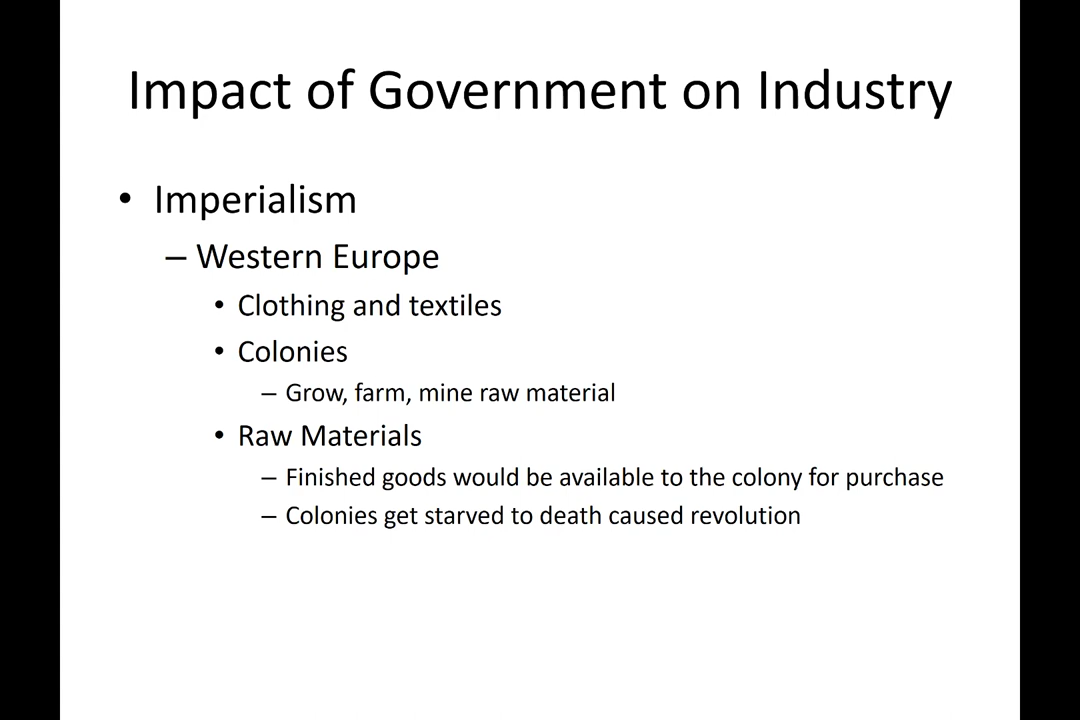 Impact of Government on Industry
• Imperialism
– Western Europe
• Clothing and textiles
• Colonies
– Grow, farm, mine raw material
• Raw Materials
– Finished goods would be available to the colony for purchase
– Colonies get starved to death caused revolution